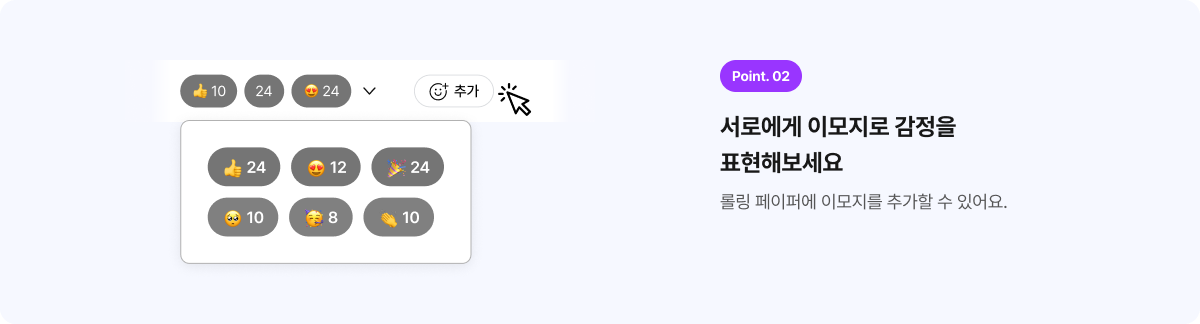 👍 10 24 😍 24 추가
👍 24 😍 12 🎉 24
🥺 10 🥳 8 👏 10
Point. 02
서로에게 이모지로 감정을
표현해보세요
롤링 페이퍼에 이모지를 추가할 수 있어요.